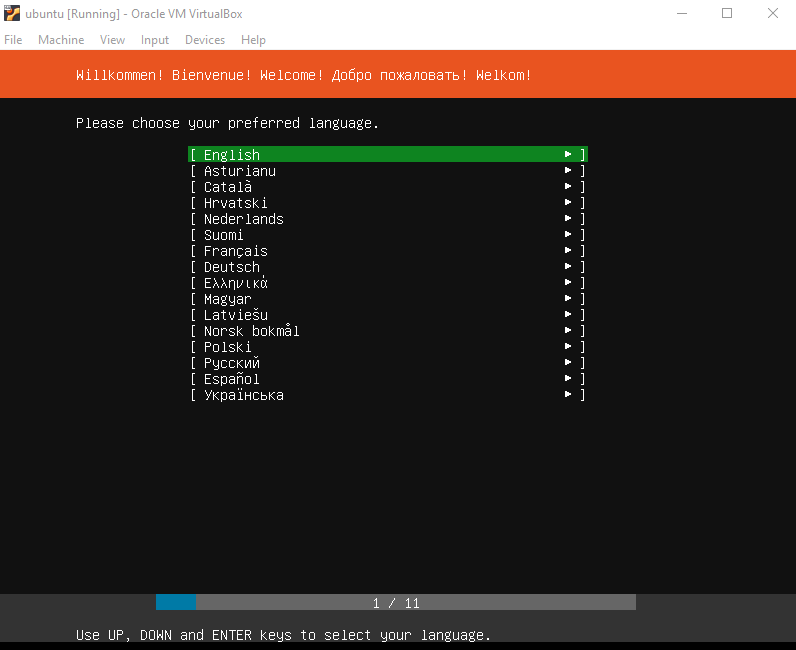 ubuntu [Running] - Oracle VM VirtualBox
File Machine View Input Devices Help
Willkommen! Bienvenue! Welcome! Добро пожаловать! Welkom!
Please choose your preferred language.
[ English ► ]
[ Asturianu ► ]
[ Català ► ]
[ Hrvatski ► ]
[ Nederlands ► ]
[ Suomi ► ]
[ Français ► ]
[ Deutsch ► ]
[ Ελληνικά ► ]
[ Magyar ► ]
[ Latviešu ► ]
[ Norsk bokmål ► ]
[ Polski ► ]
[ Русский ► ]
[ Español ► ]
[ Українська ► ]
1 / 11
Use UP, DOWN and ENTER keys to select your language.